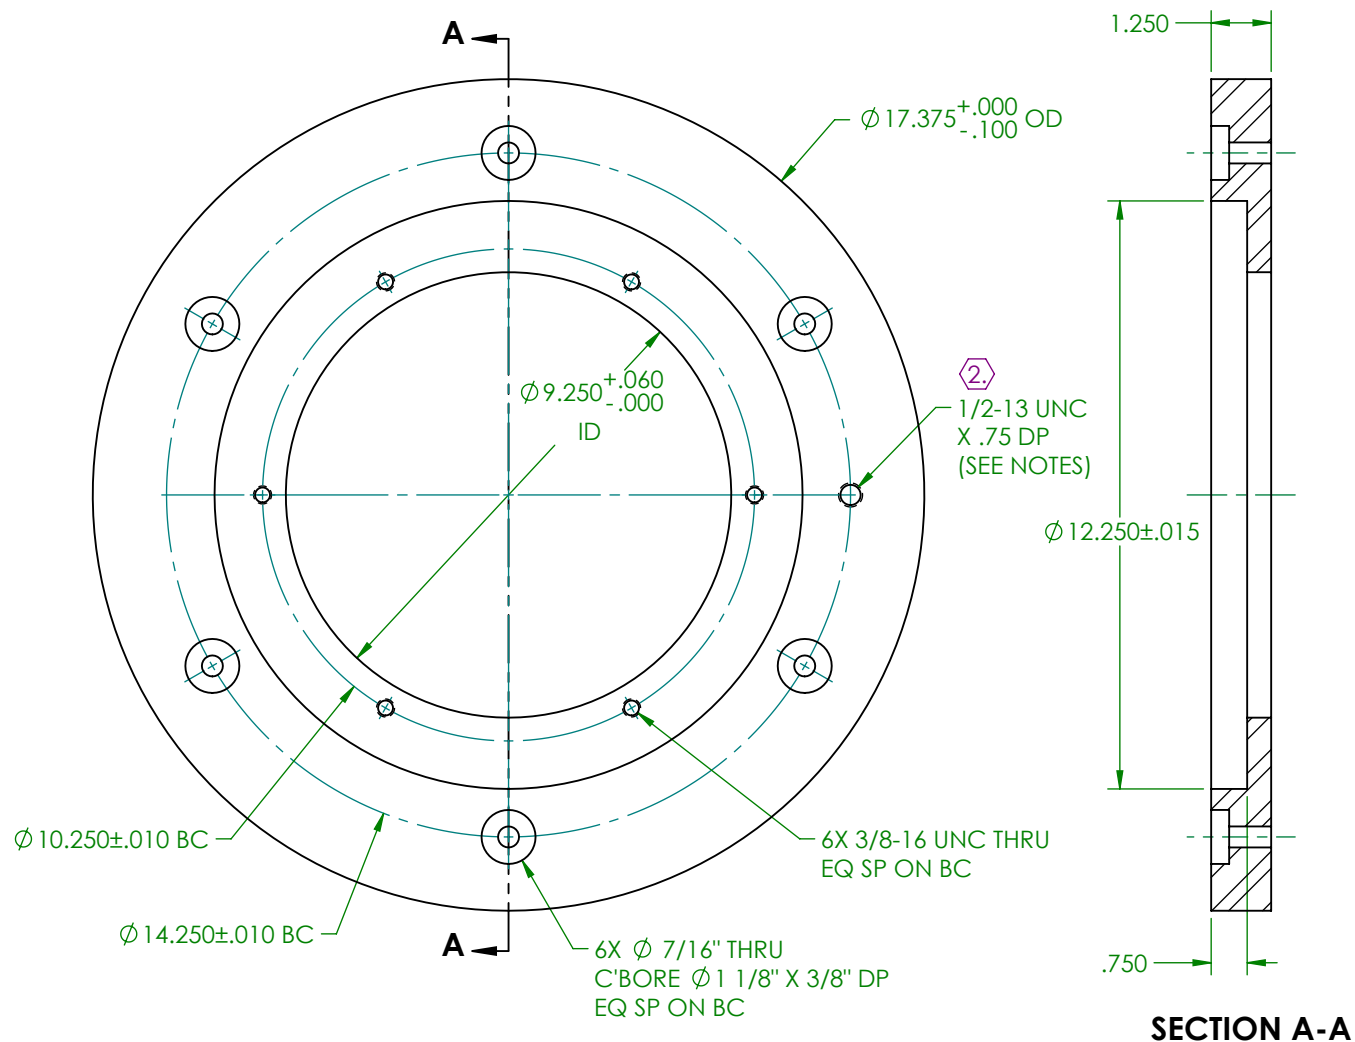 A
1.250
Ø17.375 +.000 -.100 OD
Ø9.250 +.060 -.000
ID
2.
1/2-13 UNC
X .75 DP
(SEE NOTES)
Ø12.250±.015
Ø10.250±.010 BC
6X 3/8-16 UNC THRU
EQ SP ON BC
Ø14.250±.010 BC
A
6X Ø 7/16" THRU
C'BORE Ø1 1/8" X 3/8" DP
EQ SP ON BC
.750
SECTION A-A